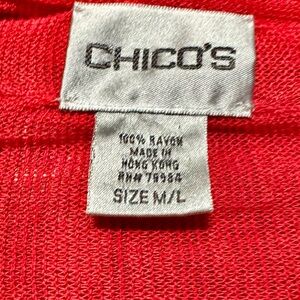 CHICO'S
100% RAYON
MADE IN
HONG KONG
RN# 79984
SIZE M/L